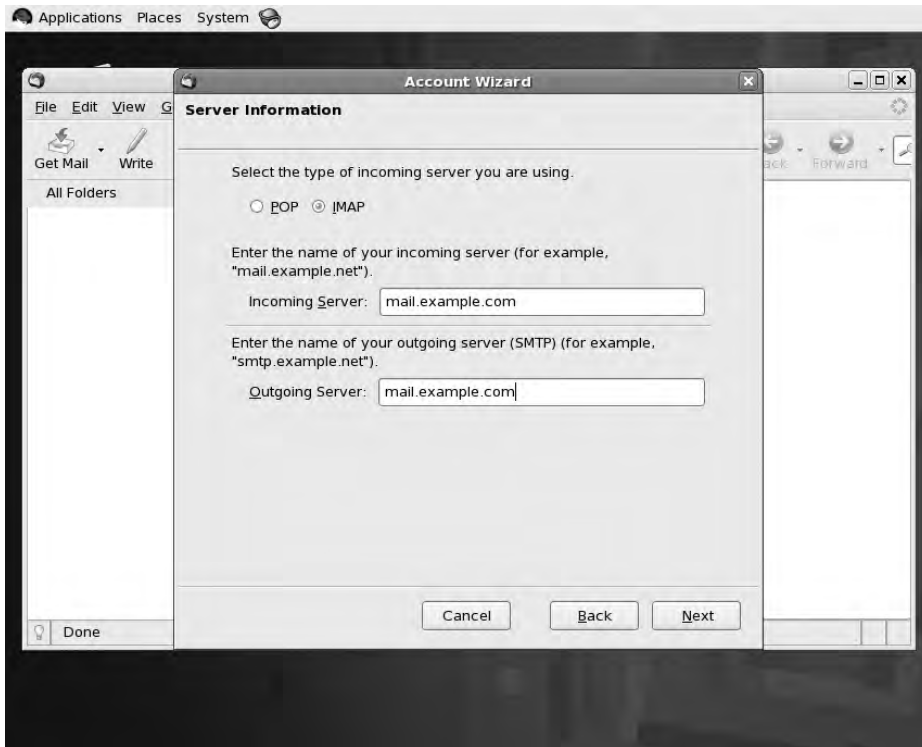 Applications Places System
Account Wizard
File Edit View G
Server Information
Get Mail Write
ack Forward
All Folders
Select the type of incoming server you are using.
POP IMAP
Enter the name of your incoming server (for example,
"mail.example.net").
Incoming Server: mail.example.com
Enter the name of your outgoing server (SMTP) (for example,
"smtp.example.net").
Outgoing Server: mail.example.com
Cancel Back Next
Done